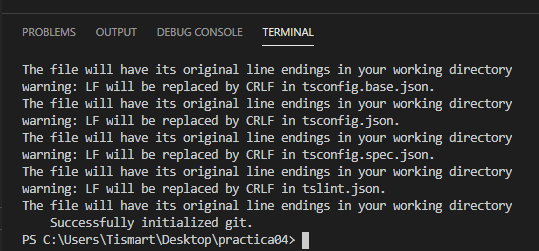 PROBLEMS OUTPUT DEBUG CONSOLE TERMINAL
The file will have its original line endings in your working directory
warning: LF will be replaced by CRLF in tsconfig.base.json.
The file will have its original line endings in your working directory
warning: LF will be replaced by CRLF in tsconfig.json.
The file will have its original line endings in your working directory
warning: LF will be replaced by CRLF in tsconfig.spec.json.
The file will have its original line endings in your working directory
warning: LF will be replaced by CRLF in tslint.json.
The file will have its original line endings in your working directory
    Successfully initialized git.
PS C:\Users\Tismart\Desktop\practica04>